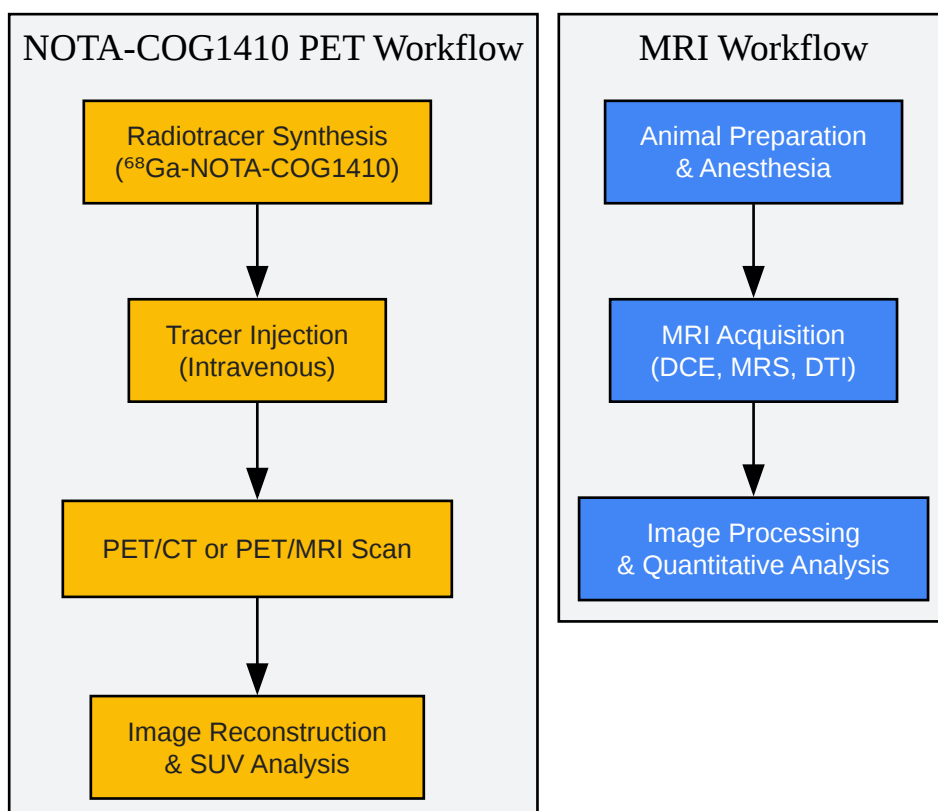 NOTA-COG1410 PET Workflow
Radiotracer Synthesis
(⁶⁸Ga-NOTA-COG1410)
Tracer Injection
(Intravenous)
PET/CT or PET/MRI Scan
Image Reconstruction
& SUV Analysis
MRI Workflow
Animal Preparation
& Anesthesia
MRI Acquisition
(DCE, MRS, DTI)
Image Processing
& Quantitative Analysis